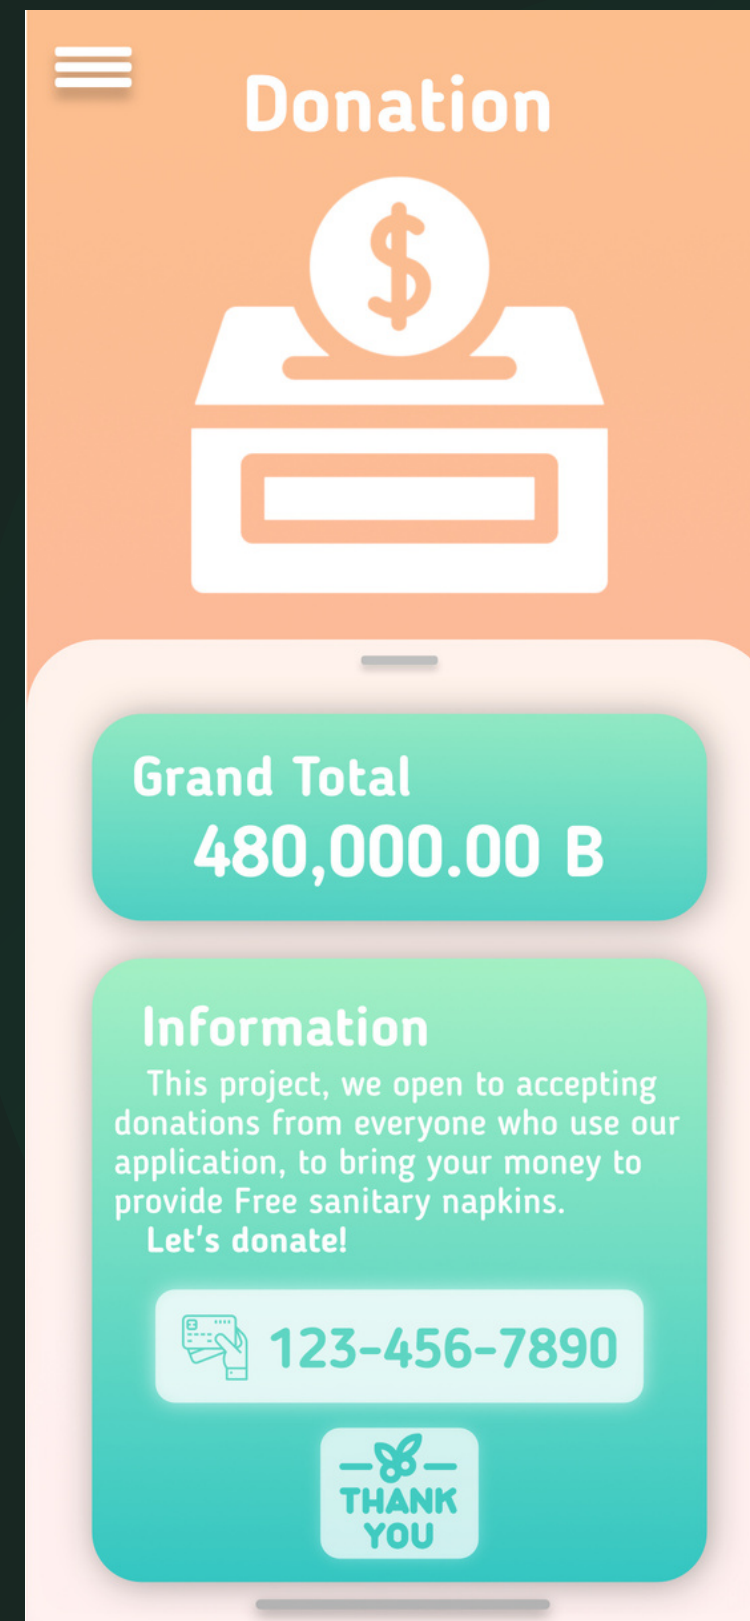 Donation
$
Grand Total
480,000.00 B
Information
This project, we open to accepting
donations from everyone who use our
application, to bring your money to
provide Free sanitary napkins.
Let's donate!
123-456-7890
THANK
YOU